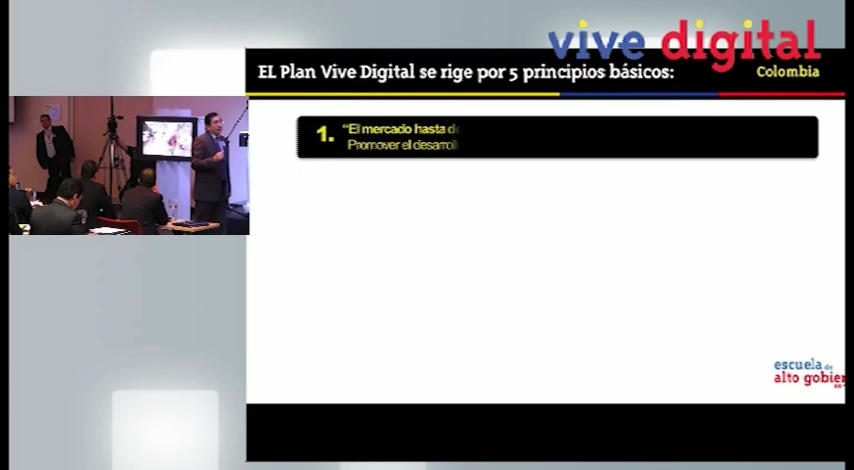 vive digital
Colombia
EL Plan Vive Digital se rige por 5 principios básicos:
1. "El mercado hasta d
Promover el desarroll
escuela de
alto gobier